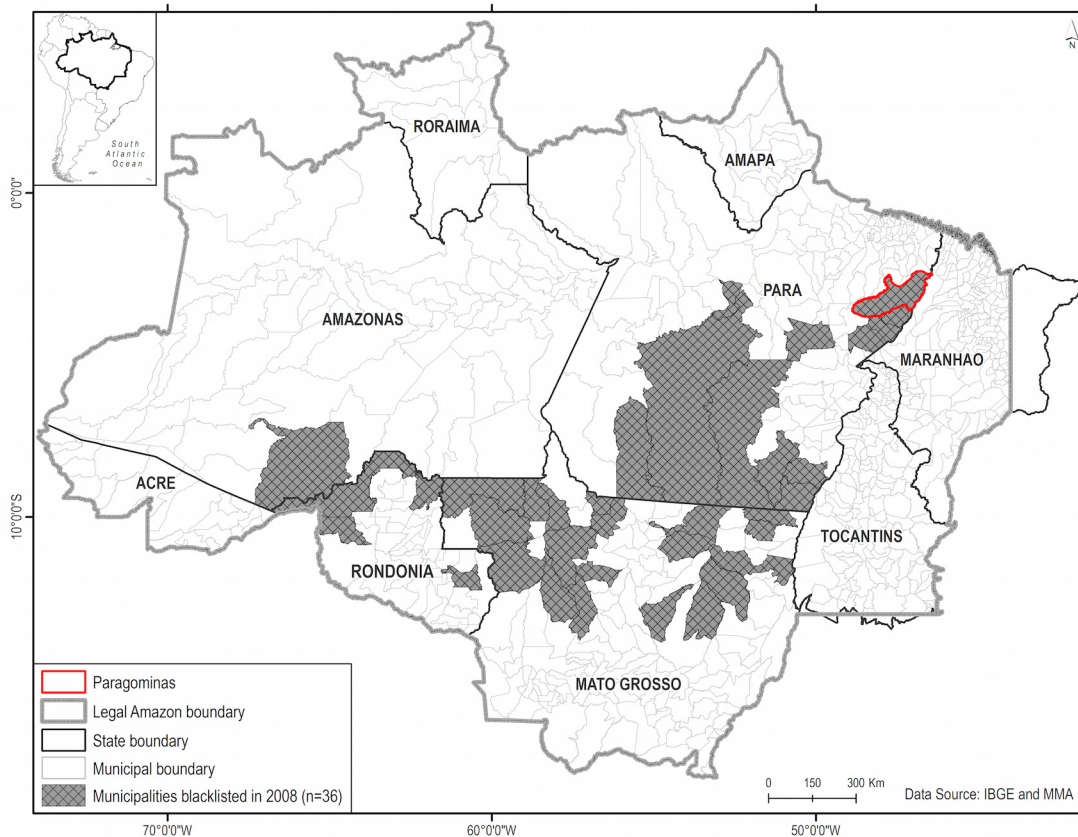 South
Atlantic
Ocean
N
RORAIMA
AMAPA
0°0'0"
PARA
AMAZONAS
MARANHAO
ACRE
10°0'0"S
TOCANTINS
RONDONIA
MATO GROSSO
Paragominas
Legal Amazon boundary
State boundary
Municipal boundary
Municipalities blacklisted in 2008 (n=36)
0 150 300 Km
Data Source: IBGE and MMA
70°0'0"W 60°0'0"W 50°0'0"W